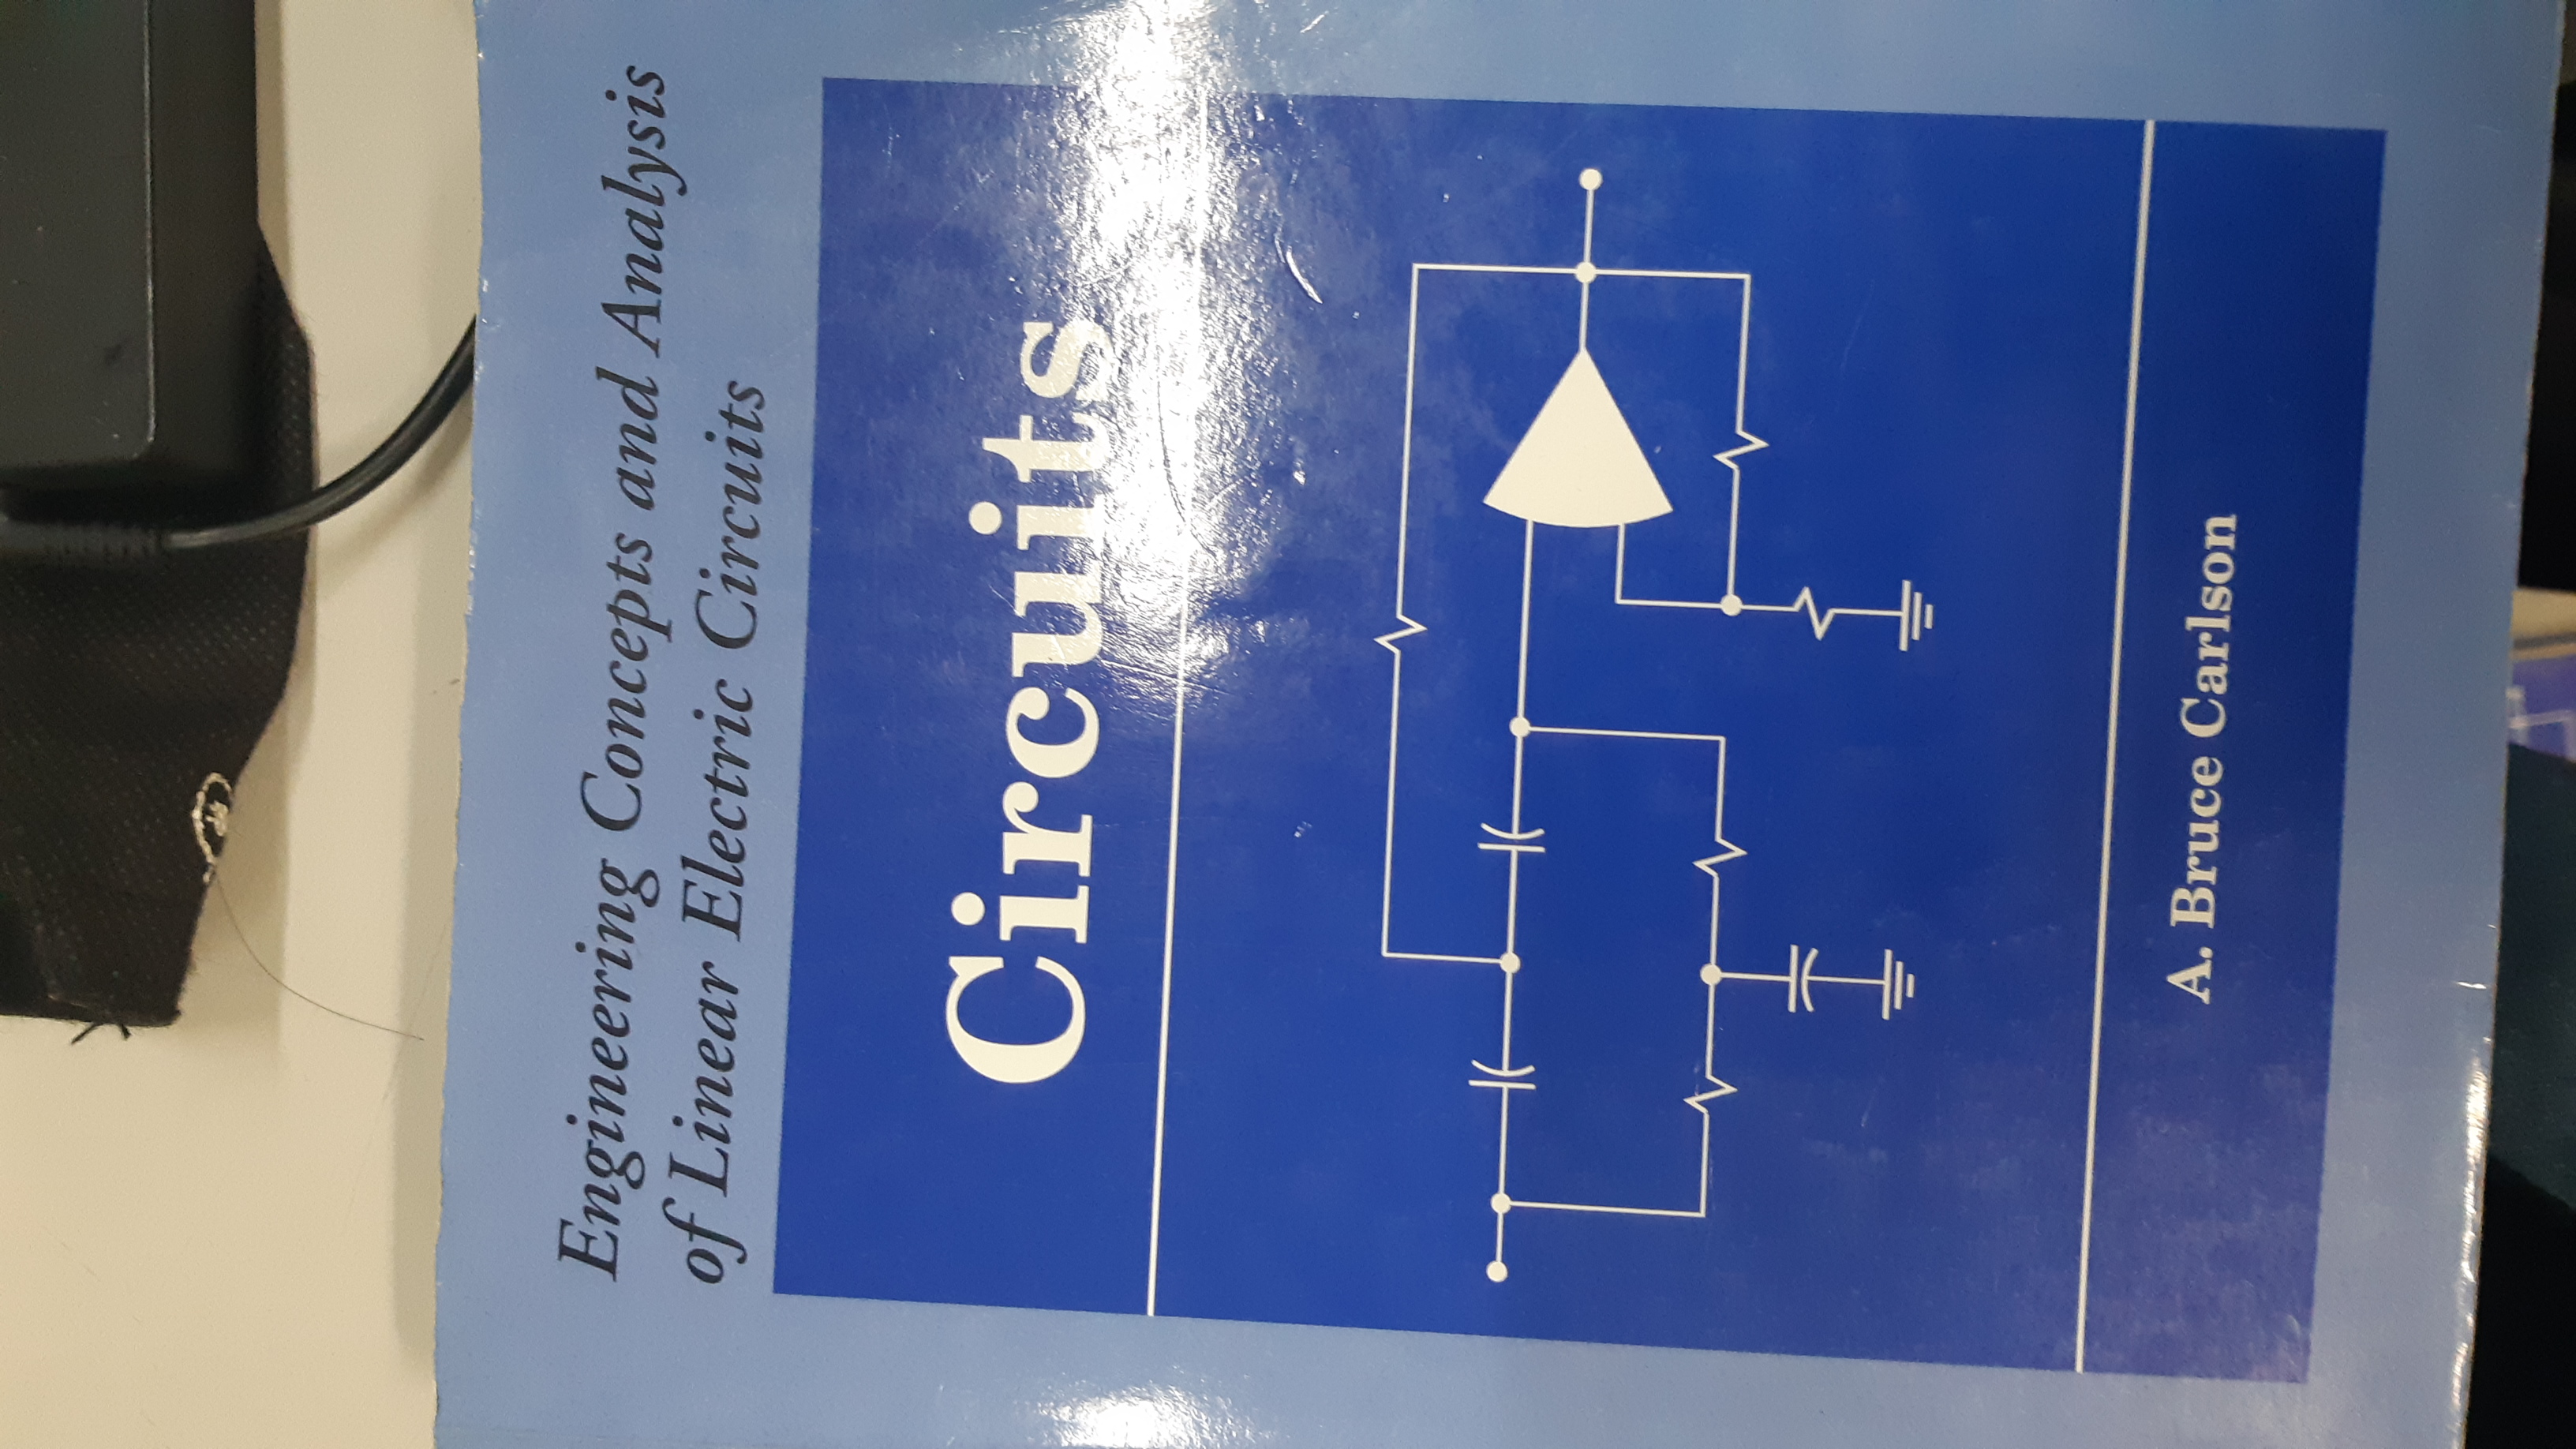 Engineering Concepts and Analysis
of Linear Electric Circuits
Circuits
A. Bruce Carlson